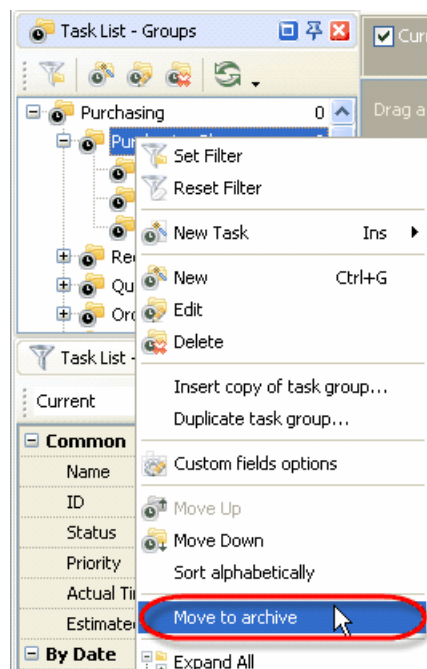 Task List - Groups
Cur
Drag a
Purchasing 0
Set Filter
Reset Filter
New Task Ins
New Ctrl+G
Edit
Delete
Insert copy of task group...
Duplicate task group...
Custom fields options
Move Up
Move Down
Sort alphabetically
Move to archive
Expand All
Pur
Re
Qu
Ord
Task List -
Current
Common
Name
ID
Status
Priority
Actual Ti
Estimate
By Date